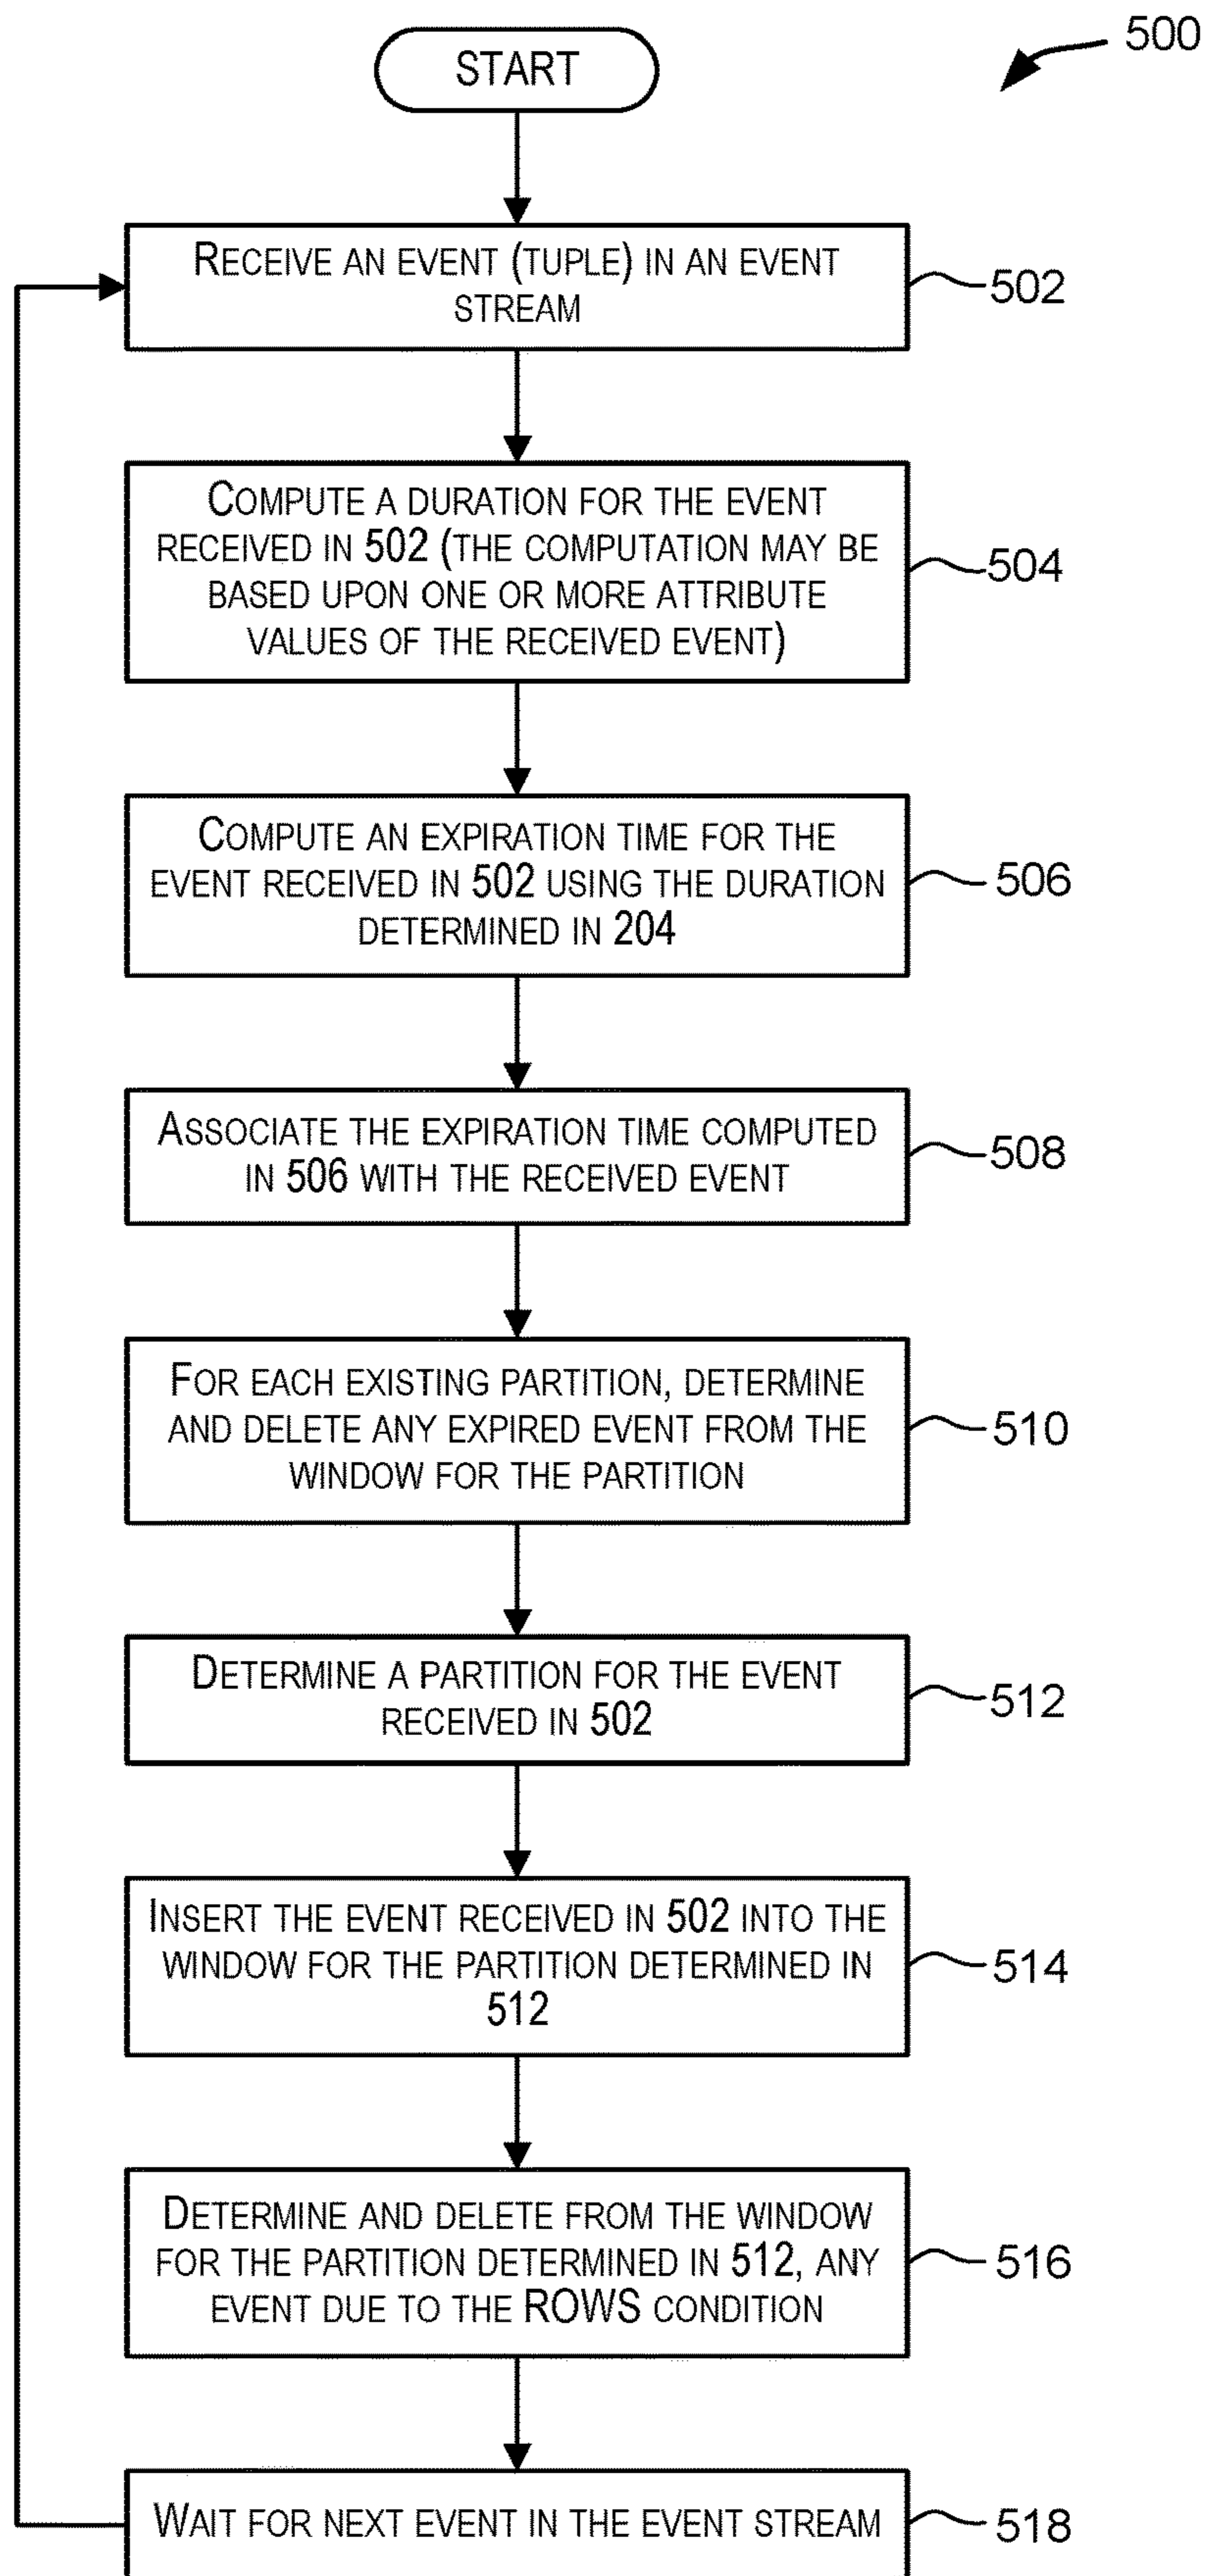 500
START
RECEIVE AN EVENT (TUPLE) IN AN EVENT
STREAM
502
COMPUTE A DURATION FOR THE EVENT
RECEIVED IN 502 (THE COMPUTATION MAY BE
BASED UPON ONE OR MORE ATTRIBUTE
VALUES OF THE RECEIVED EVENT)
504
COMPUTE AN EXPIRATION TIME FOR THE
EVENT RECEIVED IN 502 USING THE DURATION
DETERMINED IN 204
506
ASSOCIATE THE EXPIRATION TIME COMPUTED
IN 506 WITH THE RECEIVED EVENT
508
FOR EACH EXISTING PARTITION, DETERMINE
AND DELETE ANY EXPIRED EVENT FROM THE
WINDOW FOR THE PARTITION
510
DETERMINE A PARTITION FOR THE EVENT
RECEIVED IN 502
512
INSERT THE EVENT RECEIVED IN 502 INTO THE
WINDOW FOR THE PARTITION DETERMINED IN
512
514
DETERMINE AND DELETE FROM THE WINDOW
FOR THE PARTITION DETERMINED IN 512, ANY
EVENT DUE TO THE ROWS CONDITION
516
WAIT FOR NEXT EVENT IN THE EVENT STREAM
518